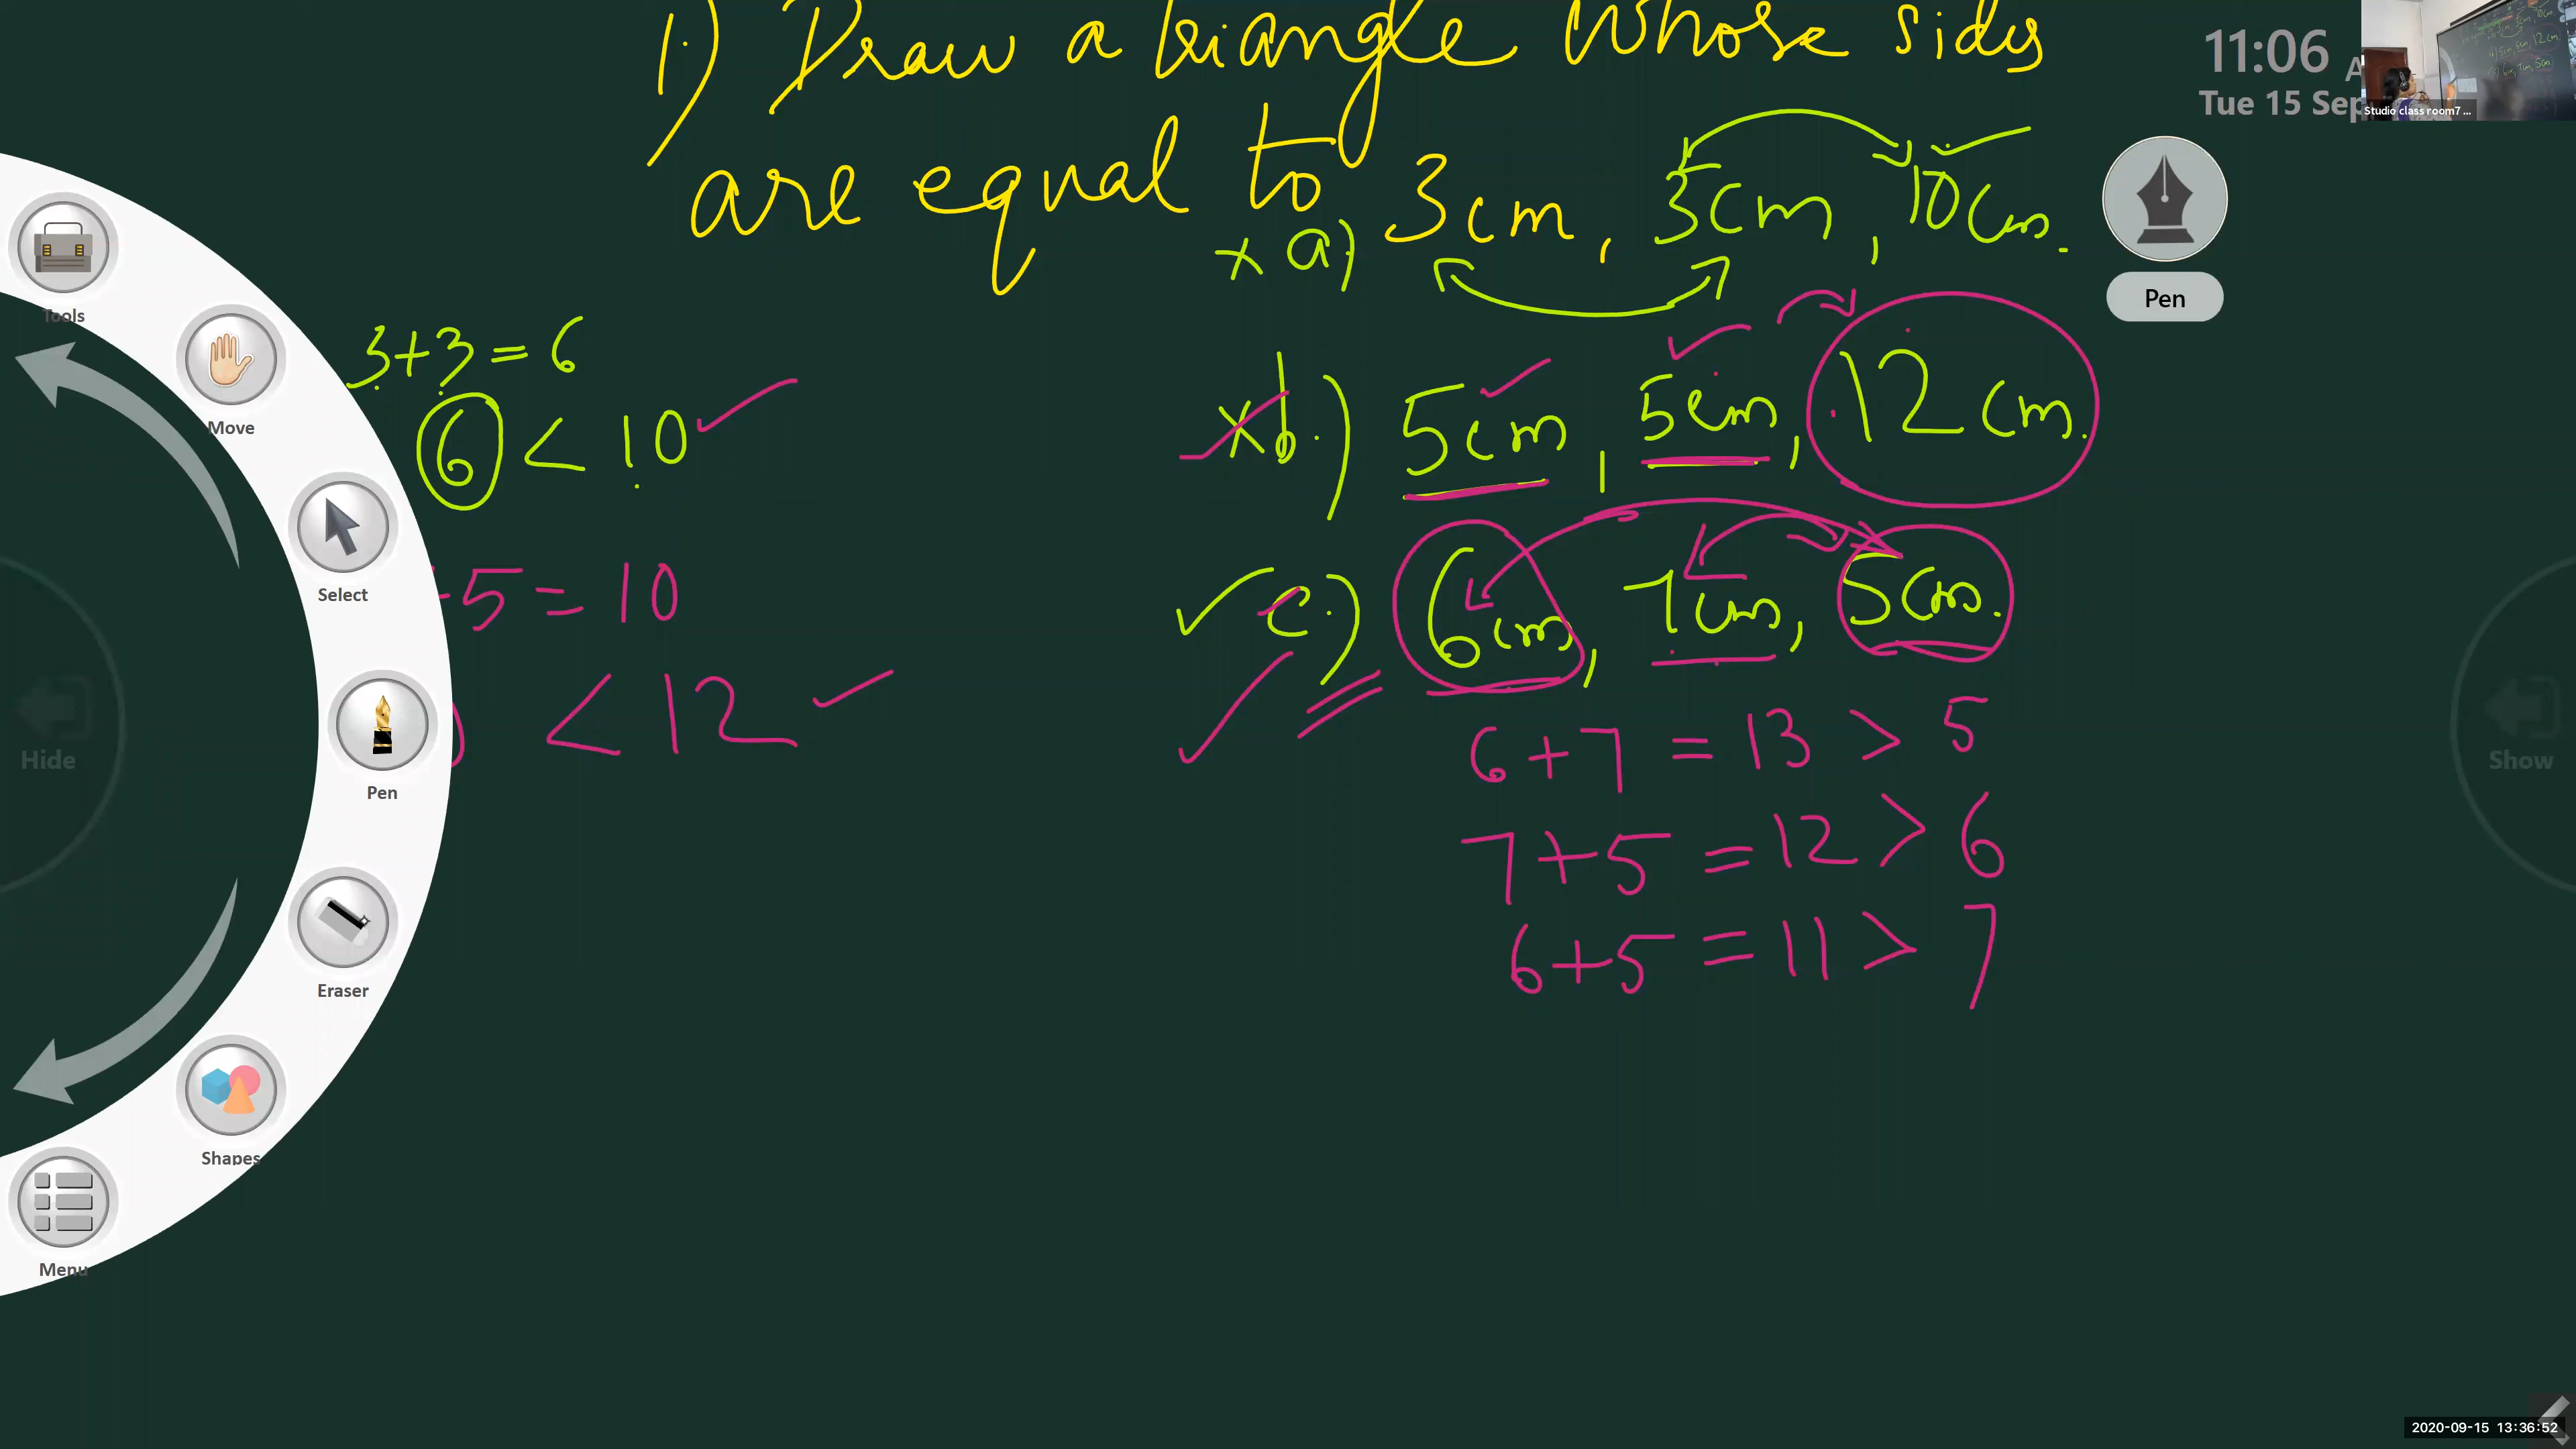 1.) Draw a triangle whose sides
are equal to
a) 3cm, 3cm, 10cm.
3+3 = 6
6 < 10
x b.) 5cm, 5cm, 12cm.
5 = 10
< 12
c.) 6cm, 7cm, 5cm.
6+7 = 13 > 5
7+5 = 12 > 6
6+5 = 11 > 7
Tools
Move
Select
Pen
Eraser
Shapes
Menu
Hide
Show
Pen
11:06
Tue 15 Sep
Studio class room7 ...
2020-09-15 13:36:52